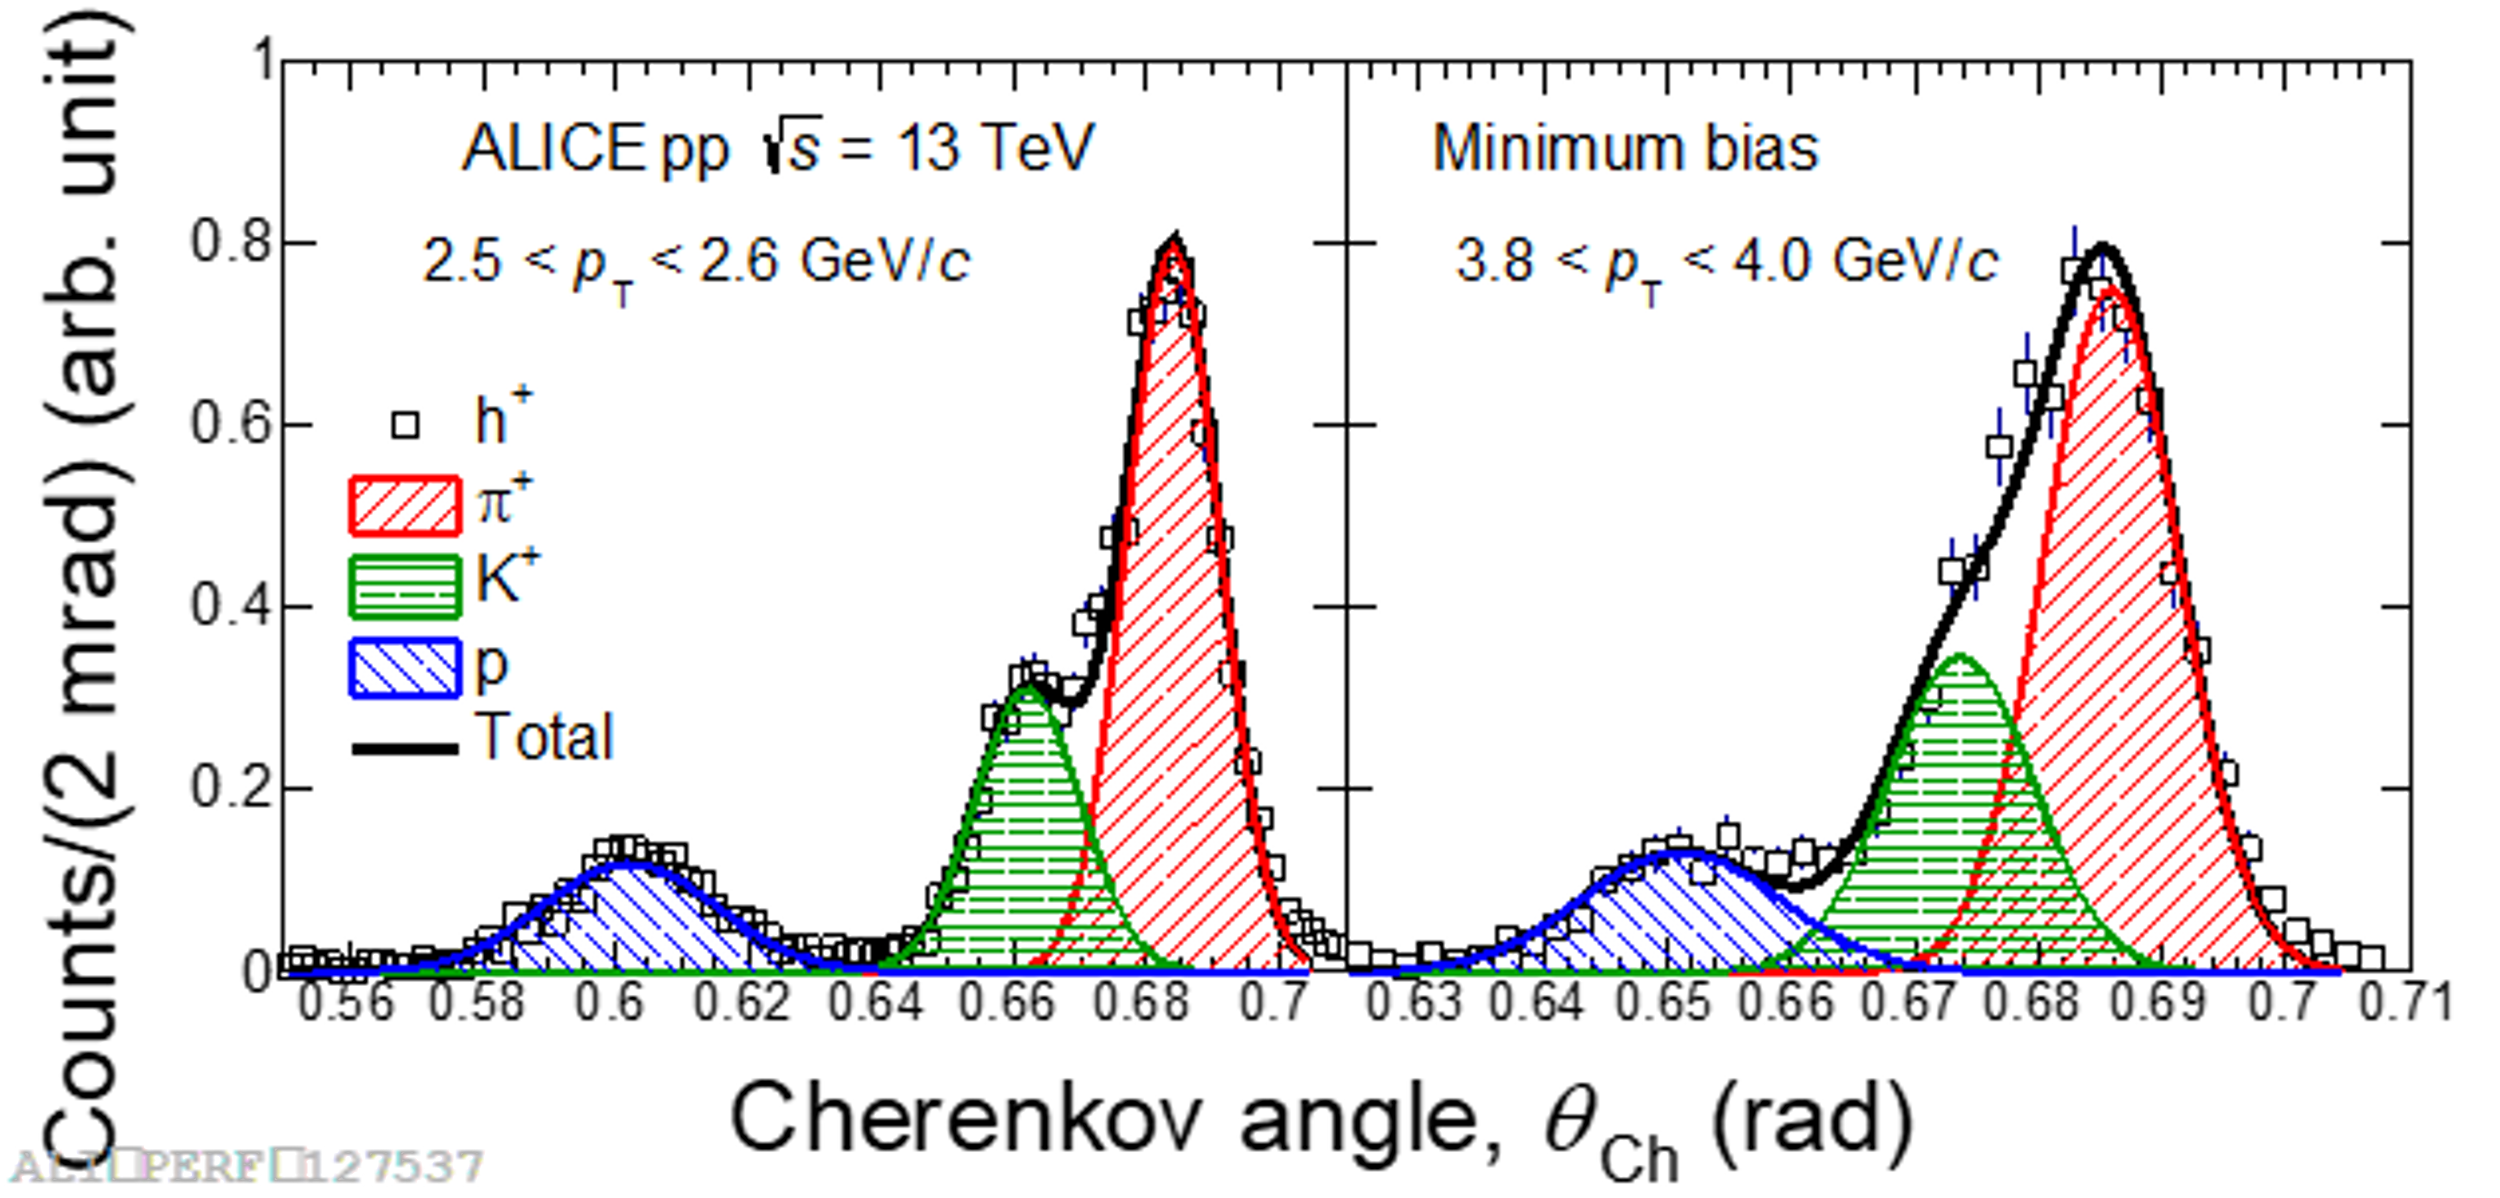 Counts/(2 mrad) (arb. unit)
1
0.8
0.6
0.4
0.2
0
ALICE pp √s = 13 TeV
2.5 < pT < 2.6 GeV/c
h+
π+
K+
p
Total
0.56 0.58 0.6 0.62 0.64 0.66 0.68 0.7
Minimum bias
3.8 < pT < 4.0 GeV/c
0.63 0.64 0.65 0.66 0.67 0.68 0.69 0.7 0.71
Cherenkov angle, θCh (rad)
ALI□PERF□127537